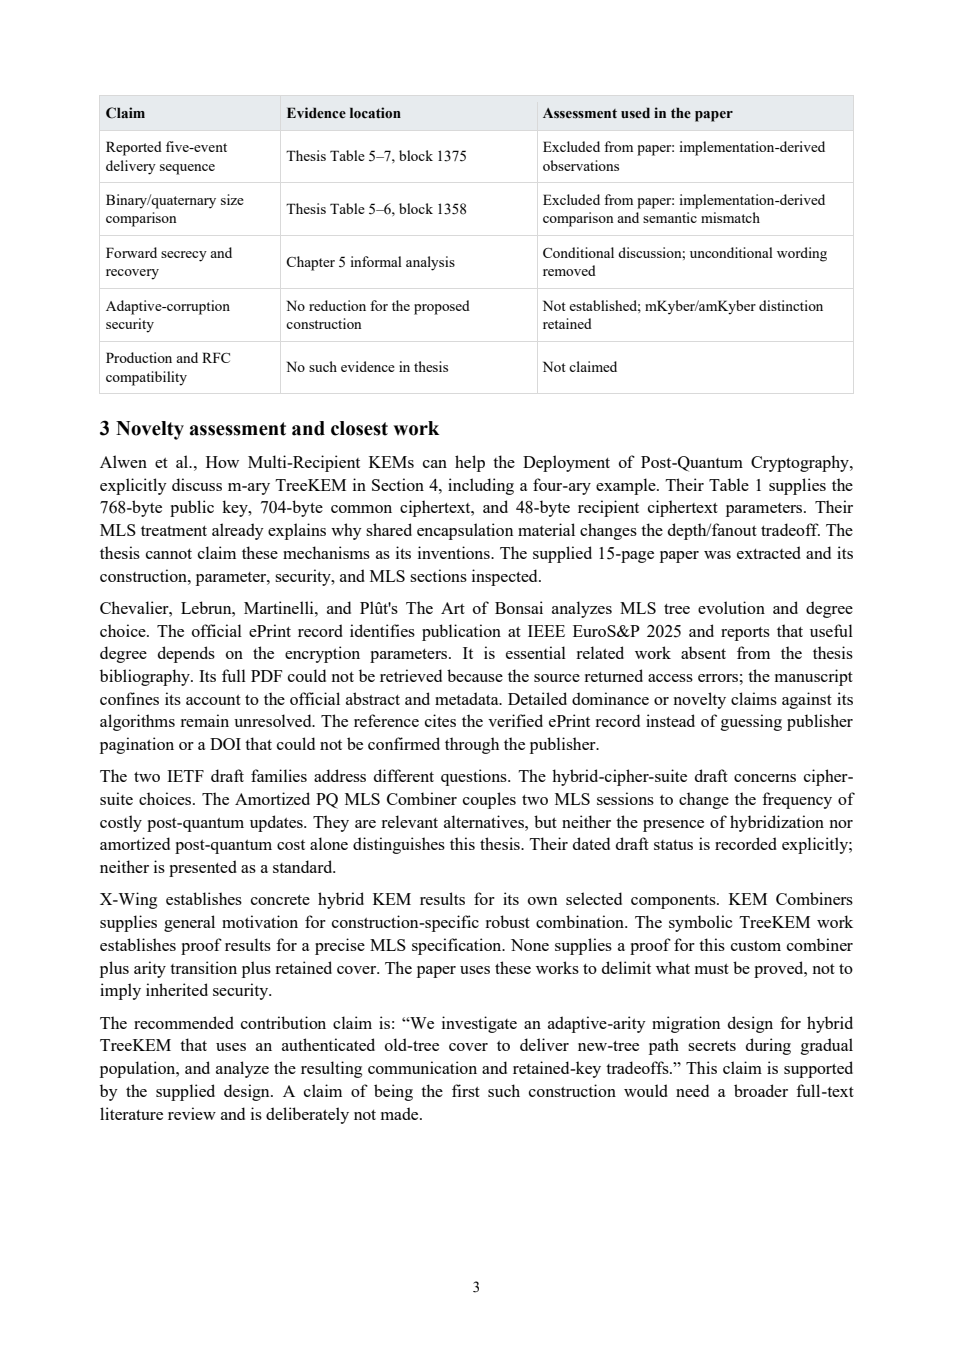 Claim Evidence location Assessment used in the paper
Reported five-event
delivery sequence
Thesis Table 5–7, block 1375
Excluded from paper: implementation-derived
observations
Binary/quaternary size
comparison
Thesis Table 5–6, block 1358
Excluded from paper: implementation-derived
comparison and semantic mismatch
Forward secrecy and
recovery
Chapter 5 informal analysis
Conditional discussion; unconditional wording
removed
Adaptive-corruption
security
No reduction for the proposed
construction
Not established; mKyber/amKyber distinction
retained
Production and RFC
compatibility
No such evidence in thesis
Not claimed
3 Novelty assessment and closest work
Alwen et al., How Multi-Recipient KEMs can help the Deployment of Post-Quantum Cryptography,
explicitly discuss m-ary TreeKEM in Section 4, including a four-ary example. Their Table 1 supplies the
768-byte public key, 704-byte common ciphertext, and 48-byte recipient ciphertext parameters. Their
MLS treatment already explains why shared encapsulation material changes the depth/fanout tradeoff. The
thesis cannot claim these mechanisms as its inventions. The supplied 15-page paper was extracted and its
construction, parameter, security, and MLS sections inspected.
Chevalier, Lebrun, Martinelli, and Plût's The Art of Bonsai analyzes MLS tree evolution and degree
choice. The official ePrint record identifies publication at IEEE EuroS&P 2025 and reports that useful
degree depends on the encryption parameters. It is essential related work absent from the thesis
bibliography. Its full PDF could not be retrieved because the source returned access errors; the manuscript
confines its account to the official abstract and metadata. Detailed dominance or novelty claims against its
algorithms remain unresolved. The reference cites the verified ePrint record instead of guessing publisher
pagination or a DOI that could not be confirmed through the publisher.
The two IETF draft families address different questions. The hybrid-cipher-suite draft concerns cipher-
suite choices. The Amortized PQ MLS Combiner couples two MLS sessions to change the frequency of
costly post-quantum updates. They are relevant alternatives, but neither the presence of hybridization nor
amortized post-quantum cost alone distinguishes this thesis. Their dated draft status is recorded explicitly;
neither is presented as a standard.
X-Wing establishes concrete hybrid KEM results for its own selected components. KEM Combiners
supplies general motivation for construction-specific robust combination. The symbolic TreeKEM work
establishes proof results for a precise MLS specification. None supplies a proof for this custom combiner
plus arity transition plus retained cover. The paper uses these works to delimit what must be proved, not to
imply inherited security.
The recommended contribution claim is: “We investigate an adaptive-arity migration design for hybrid
TreeKEM that uses an authenticated old-tree cover to deliver new-tree path secrets during gradual
population, and analyze the resulting communication and retained-key tradeoffs.” This claim is supported
by the supplied design. A claim of being the first such construction would need a broader full-text
literature review and is deliberately not made.
3